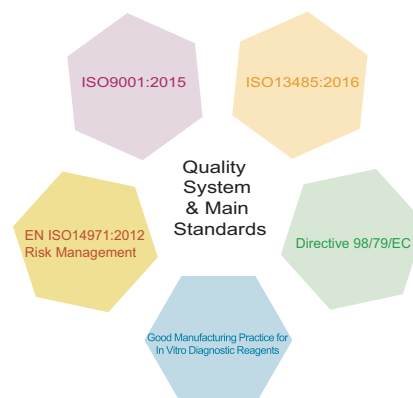 ISO9001:2015
ISO13485:2016
Quality
System
& Main
Standards
EN ISO14971:2012
Risk Management
Directive 98/79/EC
Good Manufacturing Practice for
In Vitro Diagnostic Reagents